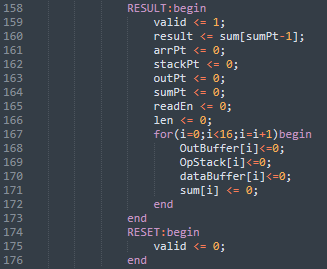 158 RESULT:begin
159 valid <= 1;
160 result <= sum[sumPt-1];
161 arrPt <= 0;
162 stackPt <= 0;
163 outPt <= 0;
164 sumPt <= 0;
165 readEn <= 0;
166 len <= 0;
167 for(i=0;i<16;i=i+1)begin
168 OutBuffer[i]<=0;
169 OpStack[i]<=0;
170 dataBuffer[i]<=0;
171 sum[i] <= 0;
172 end
173 end
174 RESET:begin
175 valid <= 0;
176 end